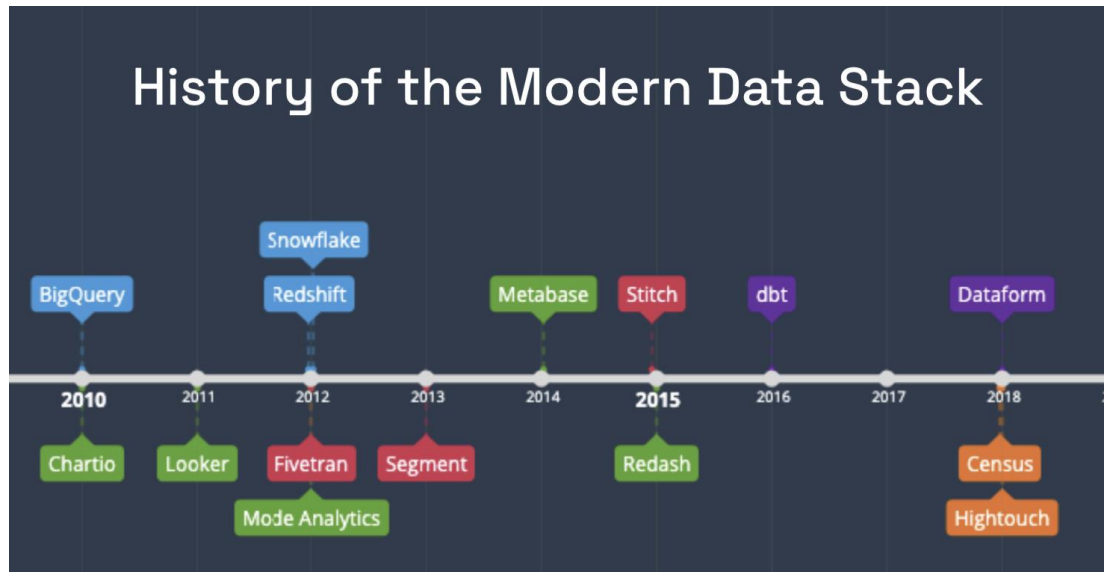 History of the Modern Data Stack
Snowflake
BigQuery
Redshift
Metabase
Stitch
dbt
Dataform
2010
2011
2012
2013
2014
2015
2016
2017
2018
Chartio
Looker
Fivetran
Segment
Redash
Census
Mode Analytics
Hightouch